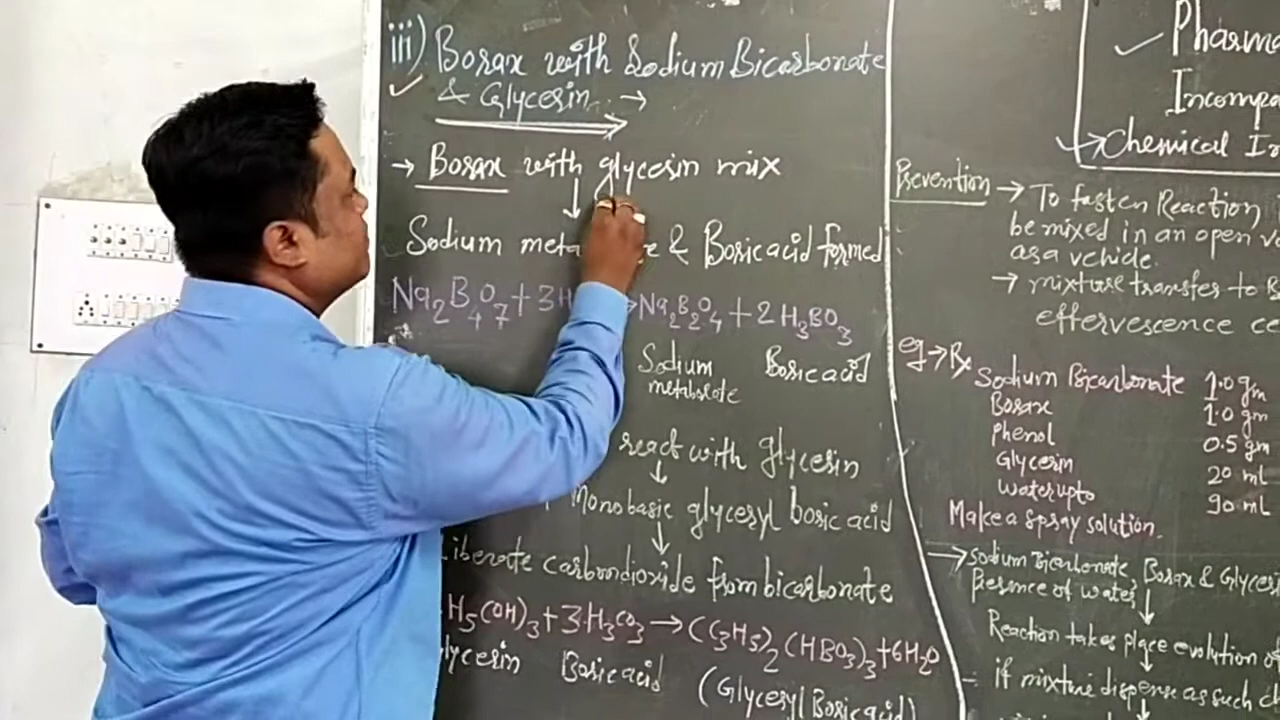 iii) Borax with Sodium Bicarbonate
& Glycerin →
→ Borax with glycerin mix
Sodium meta & Boric acid formed
Na2B4O7 + 3H → Na2B2O4 + 2H3BO3
Sodium Boric acid
metaborate
react with glycerin
Monobasic glyceryl boric acid
Liberate carbondioxide from bicarbonate
H5(OH)3 + 3H3CO3 → (C3H5)2(HBO3)3 + 6H2O
lycerin Boric acid (Glyceryl Boric acid)
Pharma
Incompa
Chemical In
Prevention → To fasten Reaction
be mixed in an open ve
as a vehicle.
→ mixture transfer to B
effervescence ce
eg → Rx
Sodium Bicarbonate 1.0 gm
Borax 1.0 gm
Phenol 0.5 gm
Glycerin 20 ml
Water upto 90 ml
Make a spray solution.
→ Sodium Bicarbonate, Borax & Glyceri
Presence of water
Reaction takes place evolution of
- if mixture dispense as such c